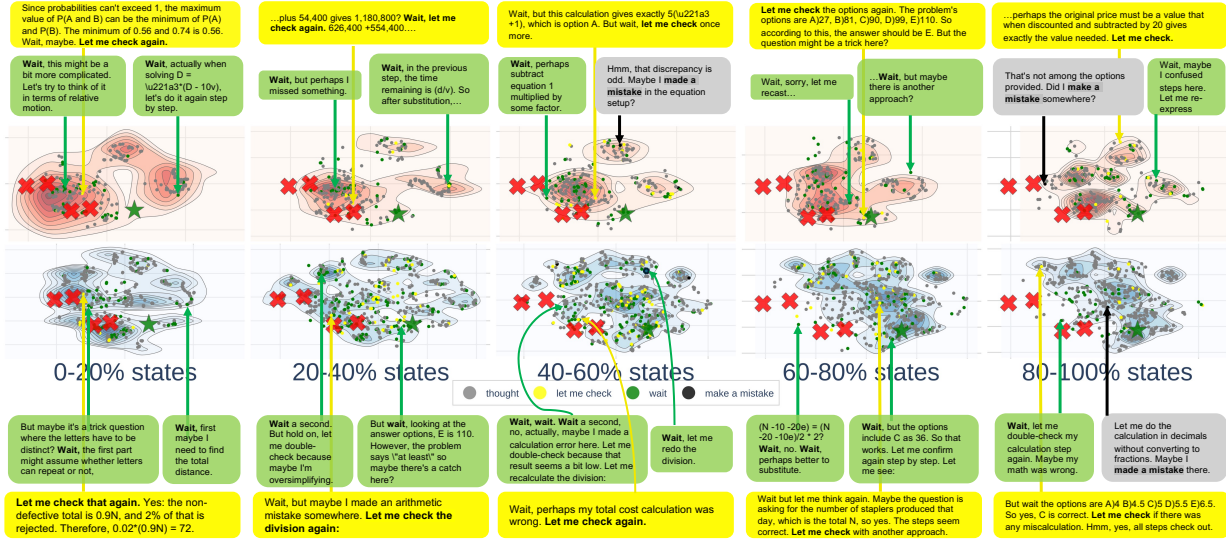 Since probabilities can't exceed 1, the maximum
value of P(A and B) can be the minimum of P(A)
and P(B). The minimum of 0.56 and 0.74 is 0.56.
Wait, maybe. Let me check again.
…plus 54,400 gives 1,180,800? Wait, let me
check again. 626,400 +554,400….
Wait, but this calculation gives exactly 5(\u221a3
+1), which is option A. But wait, let me check once
more.
Let me check the options again. The problem's
options are A)27, B)81, C)90, D)99, E)110. So
according to this, the answer should be E. But the
question might be a trick here?
…perhaps the original price must be a value that
when discounted and subtracted by 20 gives
exactly the value needed. Let me check.
Wait, this might be a
bit more complicated.
Let's try to think of it
in terms of relative
motion.
Wait, actually when
solving D =
\u221a3*(D - 10v),
let's do it again step
by step.
Wait, but perhaps I
missed something.
Wait, in the previous
step, the time
remaining is (d/v). So
after substitution,…
Wait, perhaps
subtract
equation 1
multiplied by
some factor.
Hmm, that discrepancy is
odd. Maybe I made a
mistake in the equation
setup?
Wait, sorry, let me
recast…
…Wait, but maybe
there is another
approach?
That's not among the options
provided. Did I make a
mistake somewhere?
Wait, maybe
I confused
steps here.
Let me re-
express
0-20% states
20-40% states
40-60% states
60-80% states
80-100% states
thought
let me check
wait
make a mistake
But maybe it's a trick question
where the letters have to be
distinct? Wait, the first part
might assume whether letters
can repeat or not,
Wait, first
maybe I
need to find
the total
distance.
Wait a second.
But hold on, let
me double-
check because
maybe I'm
oversimplifying.
But wait, looking at the
answer options, E is 110.
However, the problem
says \"at least\" so
maybe there's a catch
here?
Wait, wait. Wait a second,
no, actually, maybe I made a
calculation error here. Let me
double-check because that
result seems a bit low. Let me
recalculate the division:
Wait, let me
redo the
division.
(N -10 -20e) = (N
-20 -10e)/2 * 2?
Wait, no. Wait,
perhaps better to
substitute.
Wait, but the options
include C as 36. So that
works. Let me confirm
again step by step. Let
me see:
Wait, let me
double-check my
calculation step
again. Maybe my
math was wrong.
Let me do the
calculation in decimals
without converting to
fractions. Maybe I
made a mistake there.
Let me check that again. Yes: the non-
defective total is 0.9N, and 2% of that is
rejected. Therefore, 0.02*(0.9N) = 72.
Wait, but maybe I made an arithmetic
mistake somewhere. Let me check the
division again:
Wait, perhaps my total cost calculation was
wrong. Let me check again.
Wait but let me think again. Maybe the question is
asking for the number of staplers produced that
day, which is the total N, so yes. The steps seem
correct. Let me check with another approach.
But wait the options are A)4 B)4.5 C)5 D)5.5 E)6.5.
So yes, C is correct. Let me check if there was
any miscalculation. Hmm, yes, all steps check out.